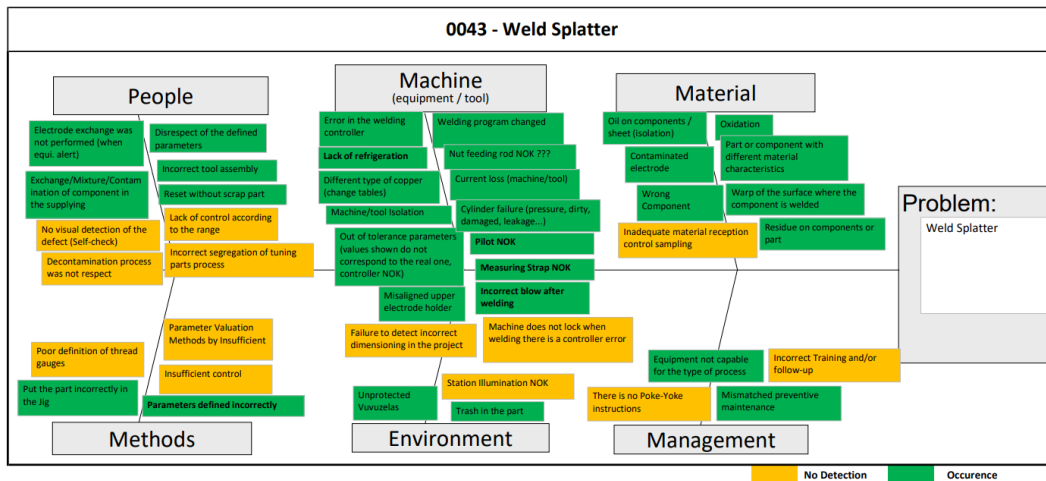 0043 - Weld Splatter
People
Electrode exchange was
not performed (when
equi. alert)
Disrespect of the defined
parameters
Incorrect tool assembly
Exchange/Mixture/Contam
ination of component in
the supplying
Reset without scrap part
No visual detection of the
defect (Self-check)
Lack of control according
to the range
Decontamination process
was not respect
Incorrect segregation of tuning
parts process
Machine
(equipment / tool)
Error in the welding
controller
Welding program changed
Lack of refrigeration
Nut feeding rod NOK ???
Different type of copper
(change tables)
Current loss (machine/tool)
Machine/tool Isolation
Cylinder failure (pressure, dirty,
damaged, leakage...)
Out of tolerance parameters
(values shown do not
correspond to the real one,
controller NOK)
Pilot NOK
Measuring Strap NOK
Misaligned upper
electrode holder
Incorrect blow after
welding
Failure to detect incorrect
dimensioning in the project
Machine does not lock when
welding there is a controller error
Material
Oil on components /
sheet (isolation)
Oxidation
Contaminated
electrode
Part or component with
different material
characteristics
Wrong
Component
Warp of the surface where the
component is welded
Inadequate material reception
control sampling
Residue on components or
part
Problem:
Weld Splatter
Parameter Valuation
Methods by Insufficient
Poor definition of thread
gauges
Insufficient control
Put the part incorrectly in
the Jig
Parameters defined incorrectly
Methods
Station Illumination NOK
Unprotected
Vuvuzelas
Trash in the part
Environment
Equipment not capable
for the type of process
Incorrect Training and/or
follow-up
There is no Poke-Yoke
instructions
Mismatched preventive
maintenance
Management
No Detection
Occurence